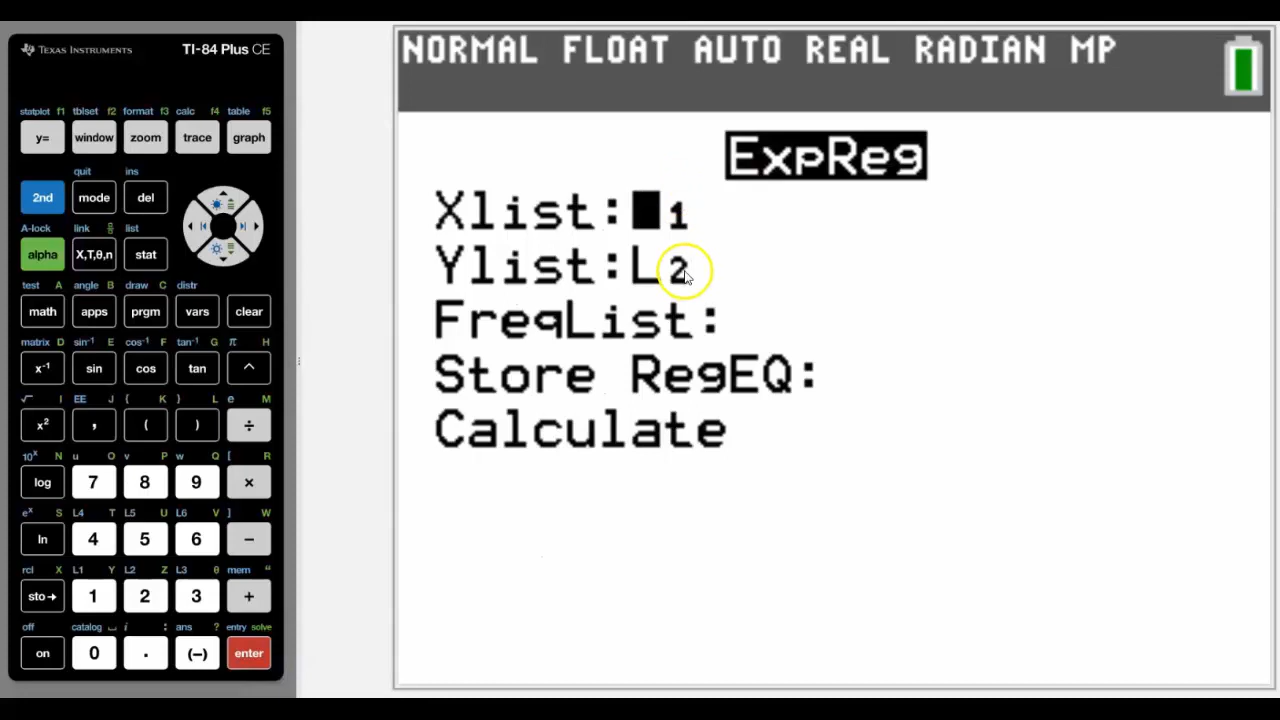 TEXAS INSTRUMENTS TI-84 Plus CE
NORMAL FLOAT AUTO REAL RADIAN MP
ExpReg
Xlist: 1
Ylist:L2
FreqList:
Store RegEQ:
Calculate
statplot f1 tblset f2 format f3 calc f4 table f5
y= window zoom trace graph
quit ins
2nd mode del
A-lock link list
alpha X,T,θ,n stat
test A angle B draw C distr
math apps prgm vars clear
matrix D sin⁻¹ E cos⁻¹ F tan⁻¹ G π H
x⁻¹ sin cos tan ^
√ I EE J { K } L e M
x² , ( ) ÷
10ˣ N u O v P w Q [ R
log 7 8 9 ×
eˣ S L4 T L5 U L6 V ] W
ln 4 5 6 −
rcl X L1 Y L2 Z L3 θ mem "
sto→ 1 2 3 +
off catalog i : ans ? entry solve
on 0 . (−) enter